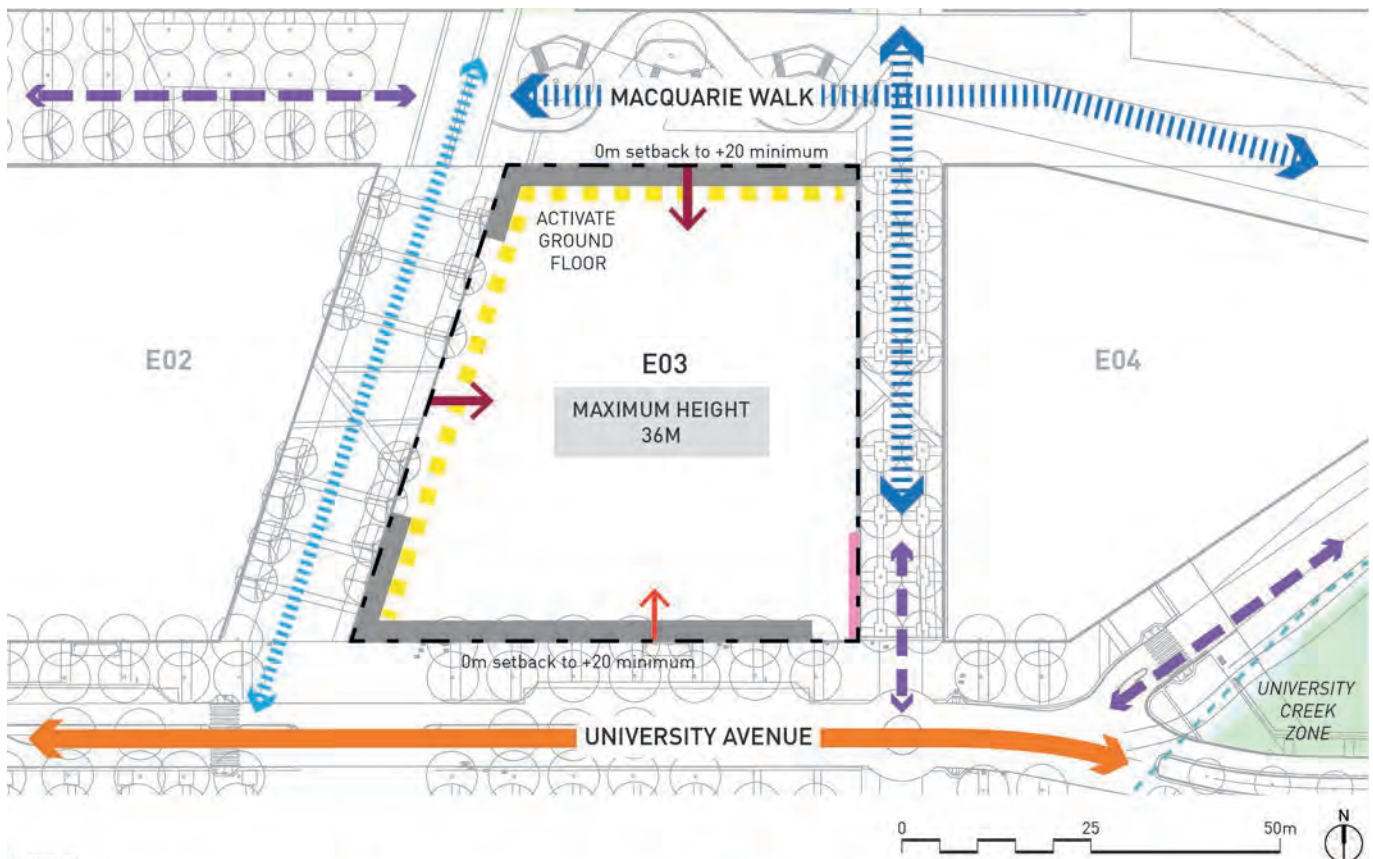 MACQUARIE WALK
0m setback to +20 minimum
ACTIVATE
GROUND
FLOOR
E02
E03
E04
MAXIMUM HEIGHT
36M
0m setback to +20 minimum
UNIVERSITY
CREEK
ZONE
UNIVERSITY AVENUE
0 25 50m
N